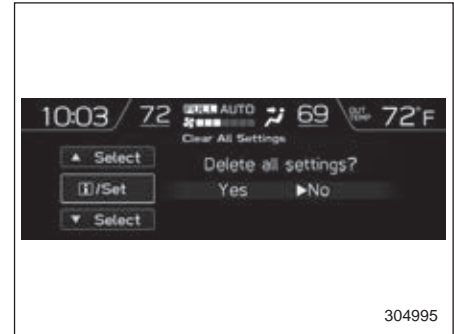 10:03 72 FULL AUTO 69 OUT TEMP 72°F
Clear All Settings
▲ Select
Delete all settings?
i/Set
Yes ▶No
▼ Select
304995